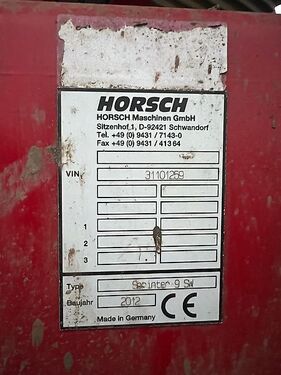 HORSCH
HORSCH Maschinen GmbH
Sitzenhof 1, D-92421 Schwandorf
Tel. +49 (0) 9431 / 7143-0
Fax +49 (0) 9431 / 41364
VIN 31101259
1
2
3
Type Sprinter 9 SW
Baujahr 2012 CE
Made in Germany